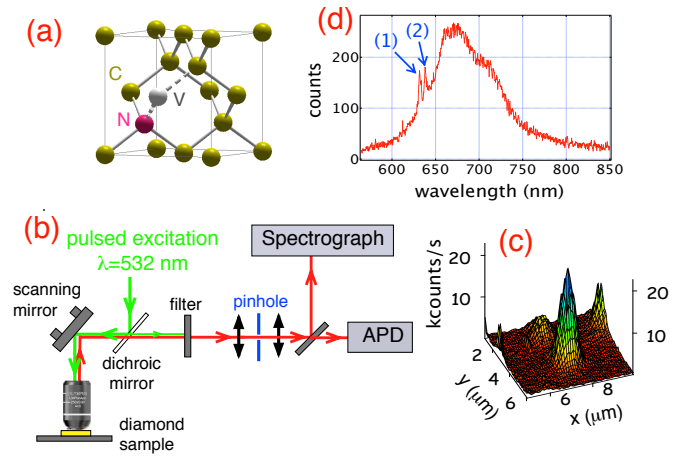 (a)
C
V
N
(d)
(1)
(2)
counts
200
100
0
600
650
700
750
800
850
wavelength (nm)
(b)
pulsed excitation
λ=532 nm
scanning
mirror
filter
pinhole
dichroic
mirror
Spectrograph
APD
diamond
sample
(c)
kcounts/s
20
10
20
10
2
4
6
y (μm)
6
8
x (μm)